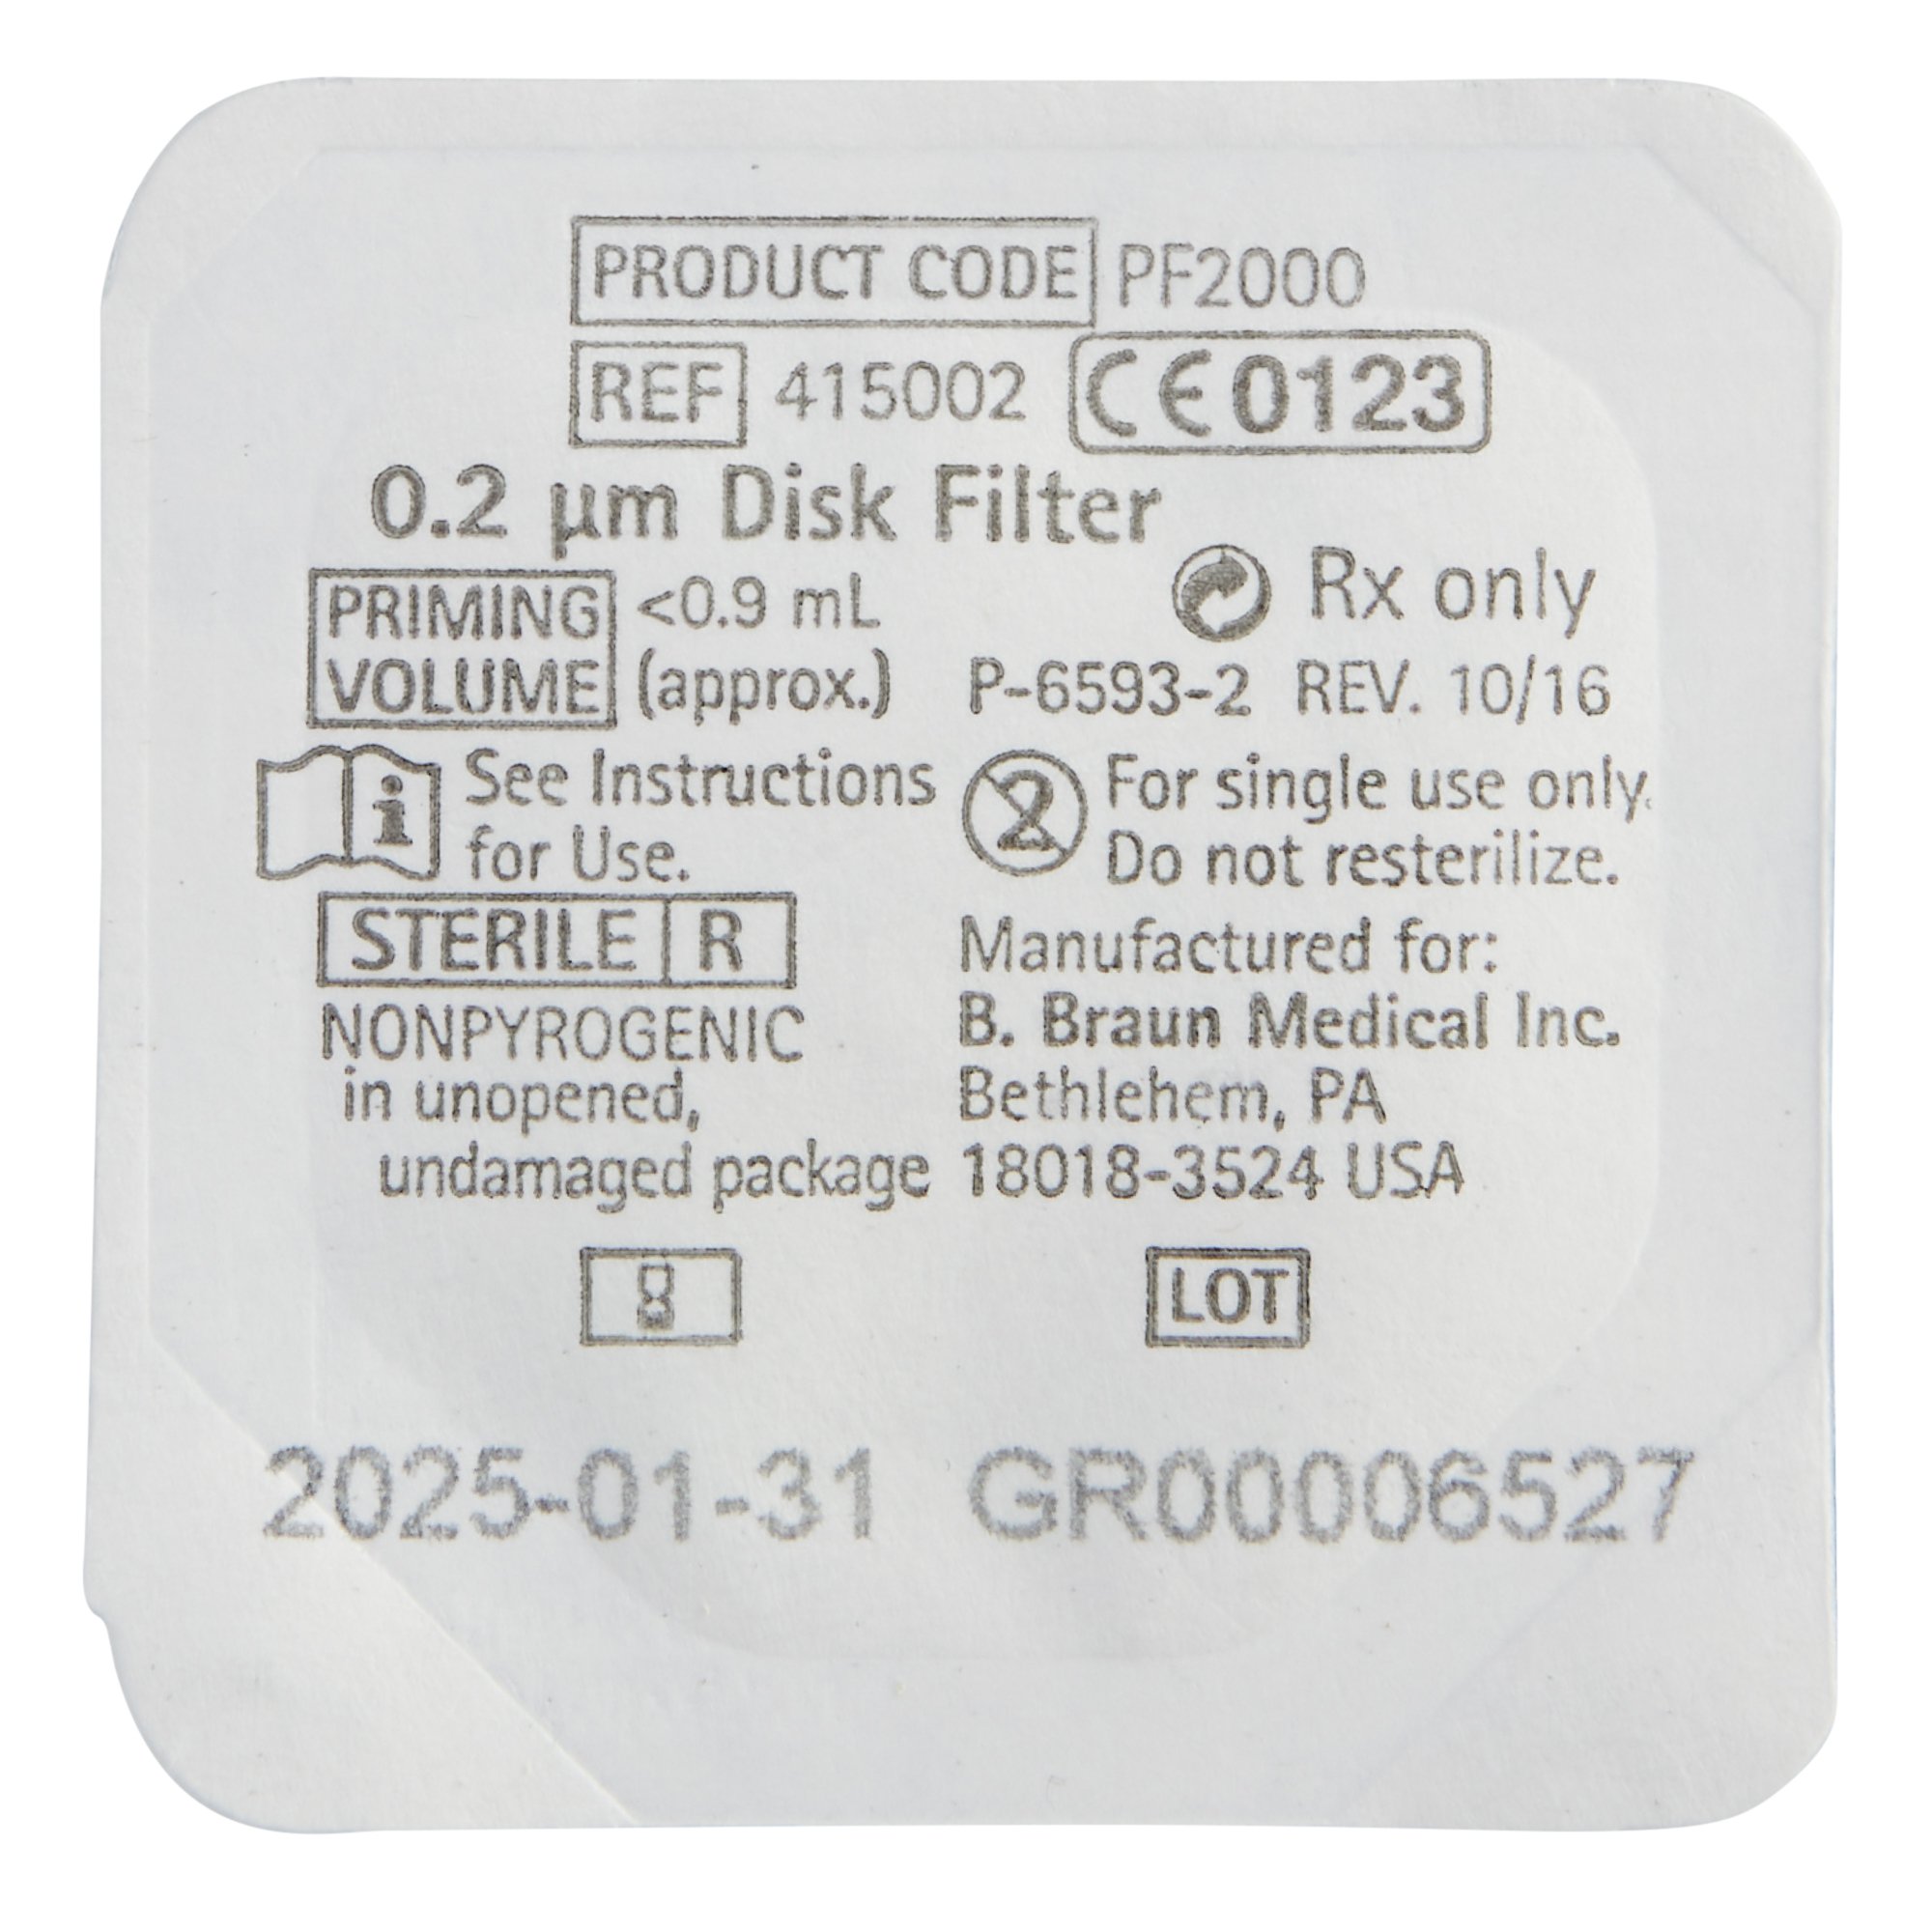 PRODUCT CODE PF2000
REF 415002 CE 0123
0.2 µm Disk Filter
PRIMING VOLUME <0.9 mL (approx.)
Rx only
P-6593-2 REV. 10/16
See Instructions
for Use.
2 For single use only.
Do not resterilize.
STERILE R
NONPYROGENIC
in unopened,
undamaged package
Manufactured for:
B. Braun Medical Inc.
Bethlehem, PA
18018-3524 USA
LOT
2025-01-31 GR00006527